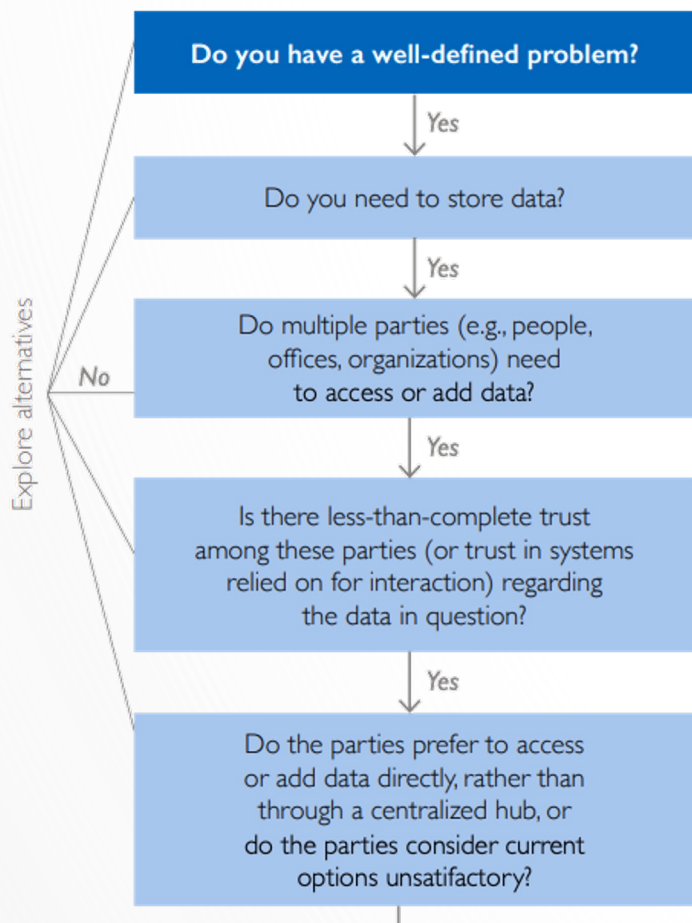 Do you have a well-defined problem?
Yes
Do you need to store data?
Yes
Do multiple parties (e.g., people,
offices, organizations) need
to access or add data?
No
Explore alternatives
Yes
Is there less-than-complete trust
among these parties (or trust in systems
relied on for interaction) regarding
the data in question?
Yes
Do the parties prefer to access
or add data directly, rather than
through a centralized hub, or
do the parties consider current
options unsatisfactory?